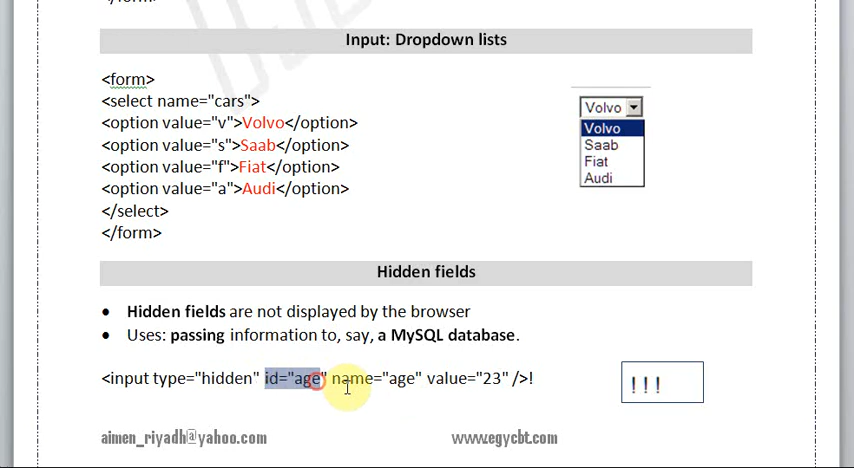 </form>
Input: Dropdown lists
<form>
<select name="cars">
<option value="v">Volvo</option>
<option value="s">Saab</option>
<option value="f">Fiat</option>
<option value="a">Audi</option>
</select>
</form>
Volvo
Volvo
Saab
Fiat
Audi
Hidden fields
• Hidden fields are not displayed by the browser
• Uses: passing information to, say, a MySQL database.
<input type="hidden" id="age" name="age" value="23" />!
!!!
aimen_riyadh@yahoo.com
www.egycbt.com